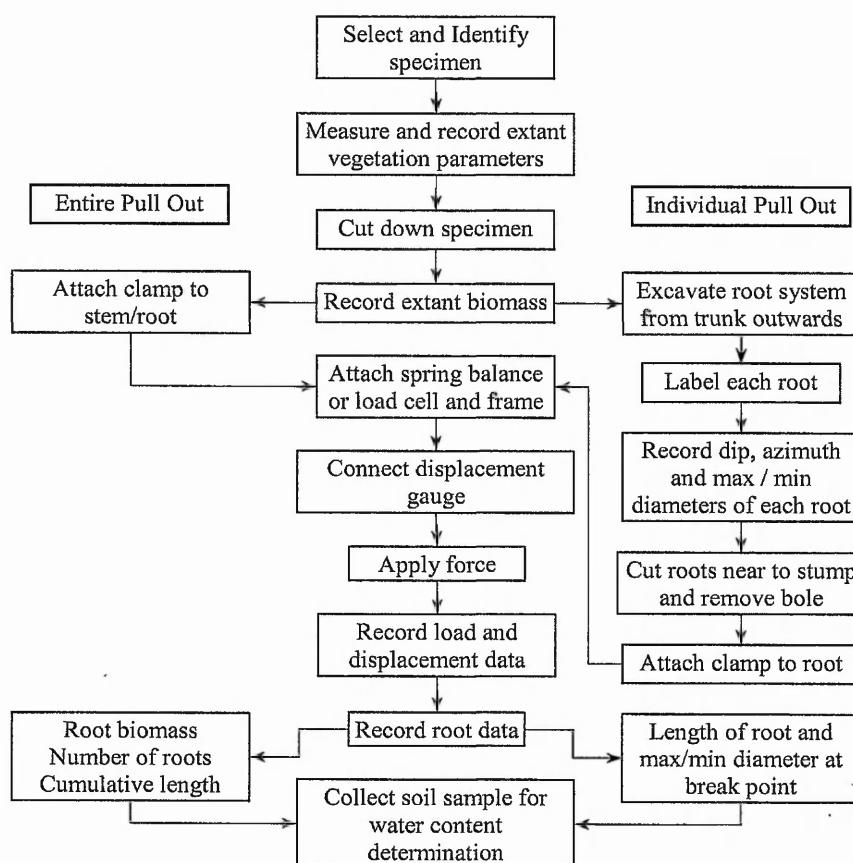 Select and Identify
specimen
Measure and record extant
vegetation parameters
Entire Pull Out
Individual Pull Out
Cut down specimen
Attach clamp to
stem/root
Record extant biomass
Excavate root system
from trunk outwards
Attach spring balance
or load cell and frame
Label each root
Connect displacement
gauge
Record dip, azimuth
and max / min
diameters of each root
Apply force
Cut roots near to stump
and remove bole
Record load and
displacement data
Attach clamp to root
Root biomass
Number of roots
Cumulative length
Record root data
Length of root and
max/min diameter at
break point
Collect soil sample for
water content
determination